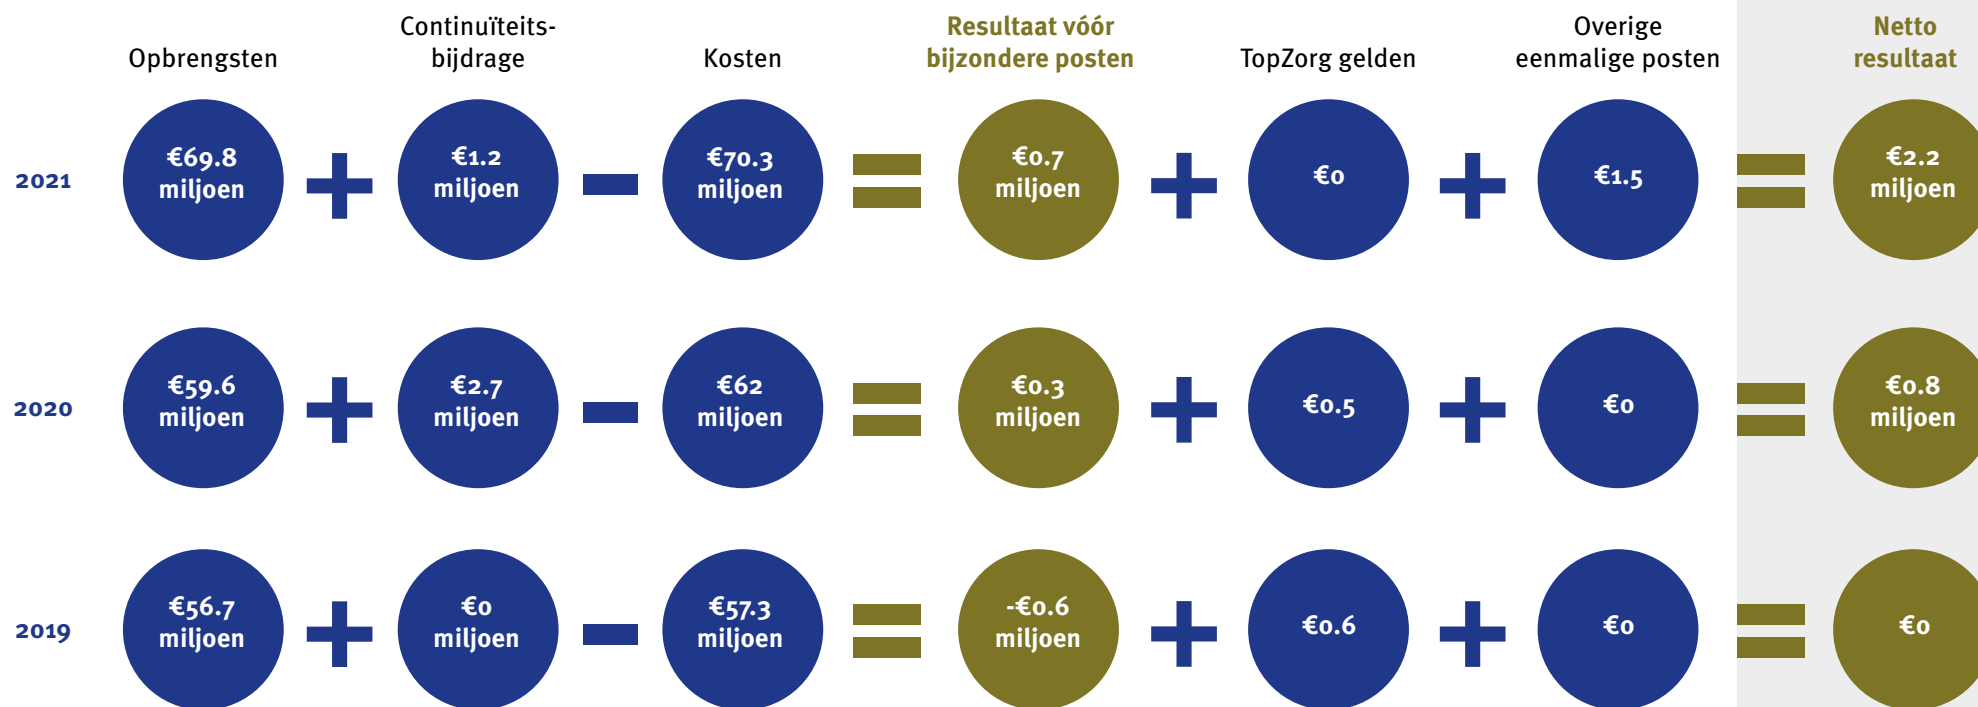 Opbrengsten
Continuïteits-
bijdrage
Kosten
Resultaat vóór
bijzondere posten
TopZorg gelden
Overige
eenmalige posten
Netto
resultaat
2021
€69.8
miljoen
€1.2
miljoen
€70.3
miljoen
€0.7
miljoen
€0
€1.5
€2.2
miljoen
2020
€59.6
miljoen
€2.7
miljoen
€62
miljoen
€0.3
miljoen
€0.5
€0
€0.8
miljoen
2019
€56.7
miljoen
€0
miljoen
€57.3
miljoen
-€0.6
miljoen
€0.6
€0
€0